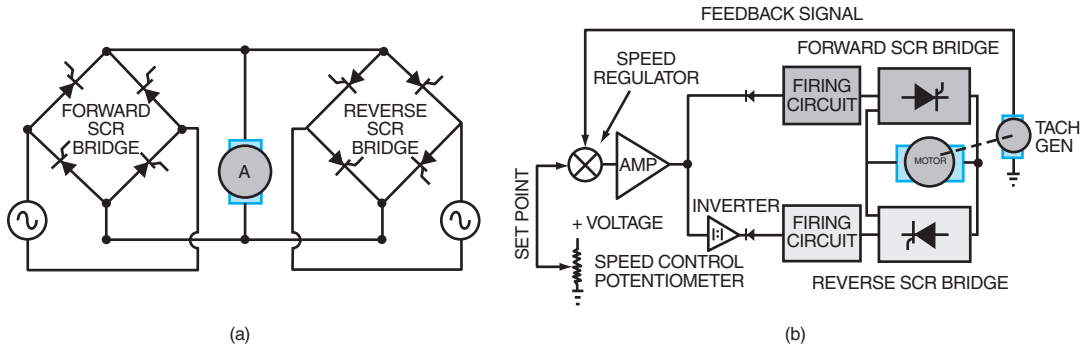 FORWARD
SCR
BRIDGE
A
REVERSE
SCR
BRIDGE
(a)
FEEDBACK SIGNAL
SPEED
REGULATOR
FORWARD SCR BRIDGE
FIRING
CIRCUIT
AMP
MOTOR
TACH
GEN
SET POINT
INVERTER
+ VOLTAGE
FIRING
CIRCUIT
SPEED CONTROL
POTENTIOMETER
REVERSE SCR BRIDGE
(b)